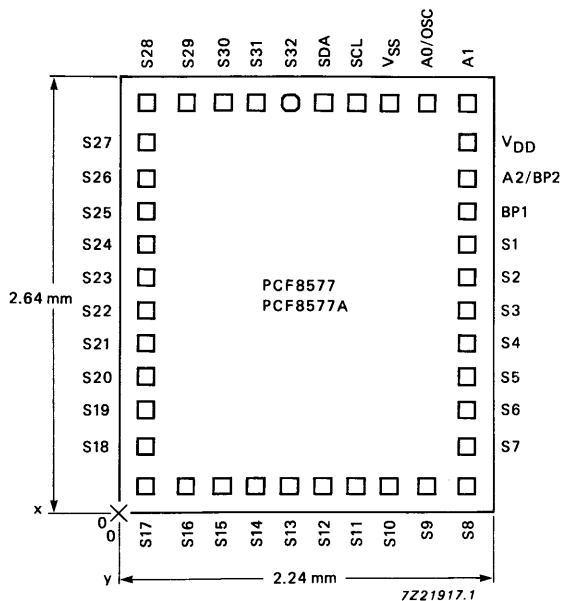 S28 S29 S30 S31 S32 SDA SCL VSS A0/OSC A1
S27 VDD
S26 A2/BP2
S25 BP1
S24 S1
S23 S2
PCF8577
PCF8577A
2.64 mm
S22 S3
S21 S4
S20 S5
S19 S6
S18 S7
x 0
0 S17 S16 S15 S14 S13 S12 S11 S10 S9 S8
y 2.24 mm
7Z21917.1